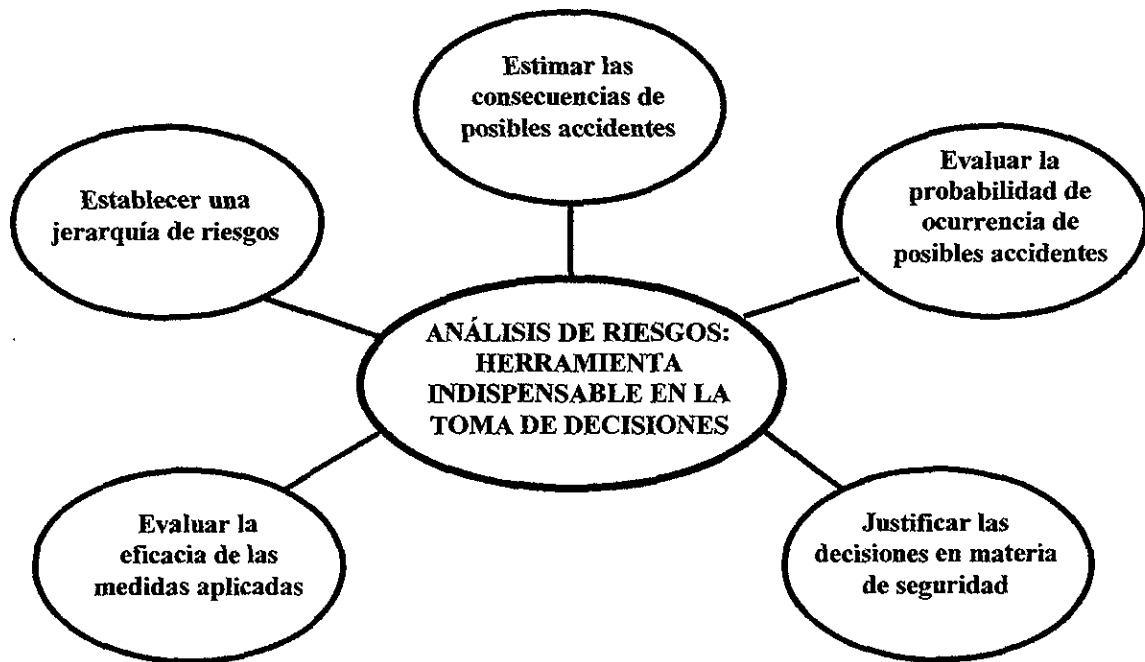 Estimar las
consecuencias de
posibles accidentes
Establecer una
jerarquía de riesgos
Evaluar la
probabilidad de
ocurrencia de
posibles accidentes
ANÁLISIS DE RIESGOS:
HERRAMIENTA
INDISPENSABLE EN LA
TOMA DE DECISIONES
Evaluar la
eficacia de las
medidas aplicadas
Justificar las
decisiones en materia
de seguridad